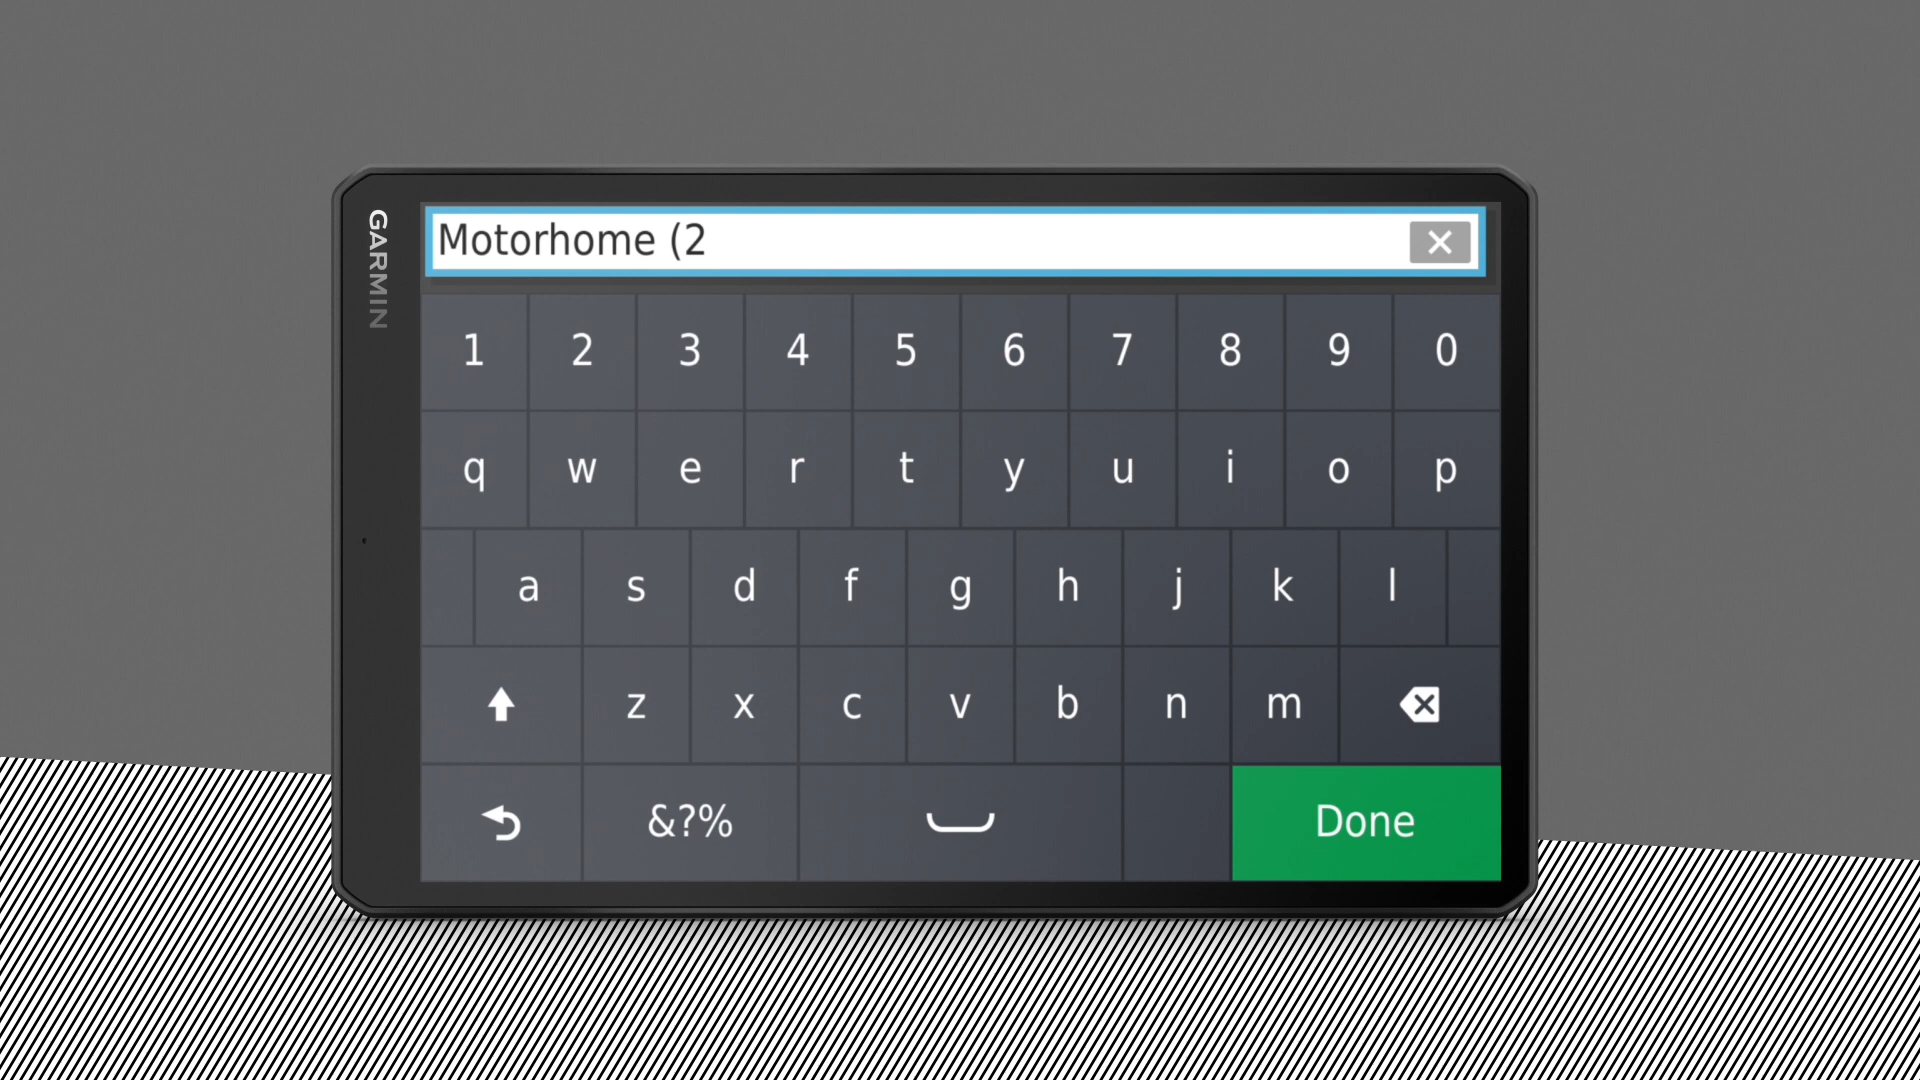 GARMIN
Motorhome (2
1 2 3 4 5 6 7 8 9 0
q w e r t y u i o p
a s d f g h j k l
z x c v b n m
&?% Done